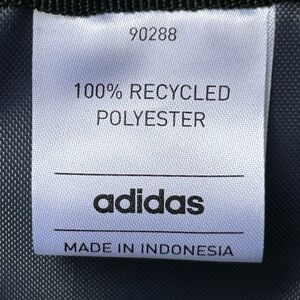 90288
100% RECYCLED
POLYESTER
adidas
MADE IN INDONESIA